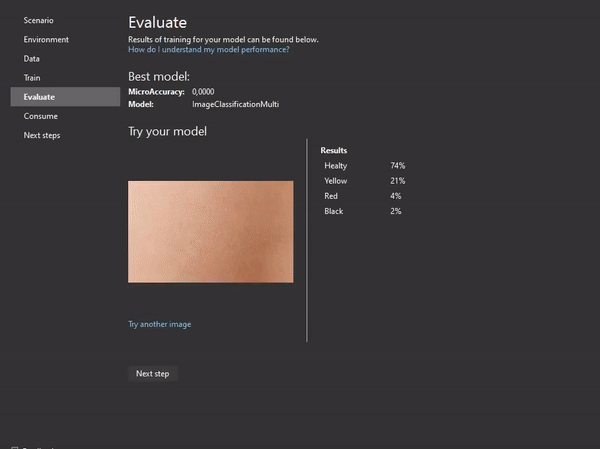 Scenario
Environment
Data
Train
Evaluate
Consume
Next steps
Evaluate
Results of training for your model can be found below.
How do I understand my model performance?
Best model:
MicroAccuracy: 0,0000
Model: ImageClassificationMulti
Try your model
Results
Healty 74%
Yellow 21%
Red 4%
Black 2%
Try another image
Next step